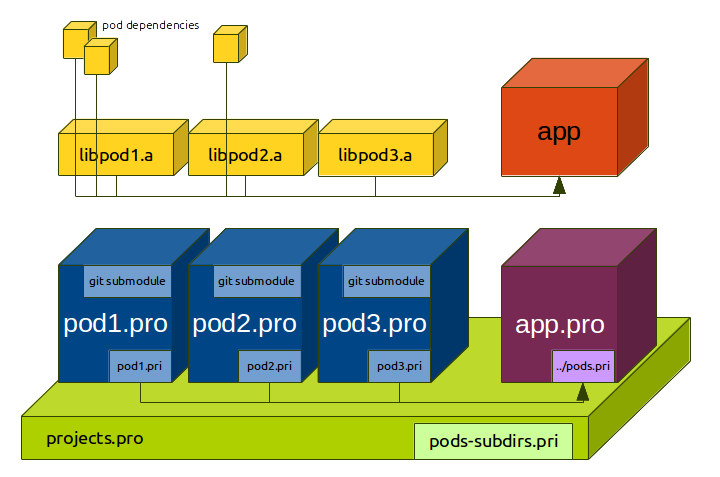 pod dependencies
app
libpod1.a
libpod2.a
libpod3.a
git submodule
git submodule
git submodule
pod1.pro
pod2.pro
pod3.pro
app.pro
pod1.pri
pod2.pri
pod3.pri
../pods.pri
projects.pro
pods-subdirs.pri